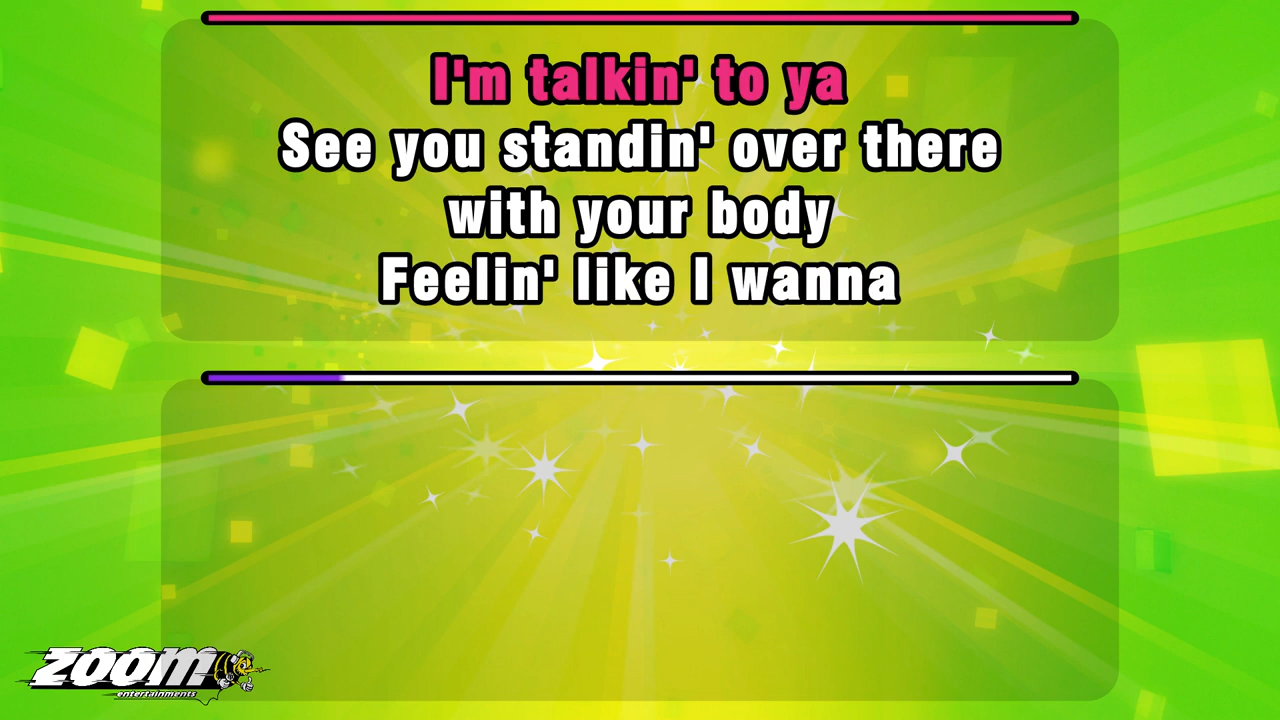 I'm talkin' to ya
See you standin' over there
with your body
Feelin' like I wanna
ZOOM
entertainments